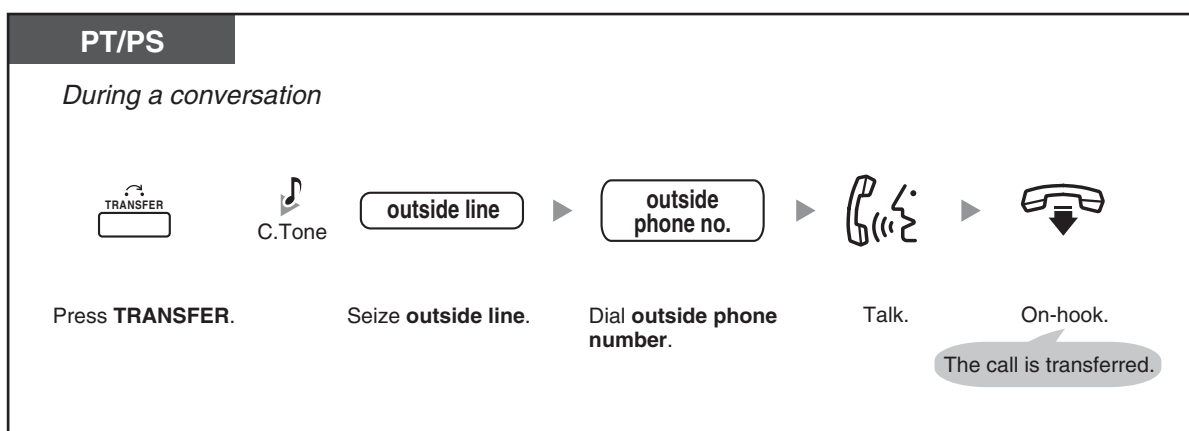 PT/PS
During a conversation
TRANSFER
C.Tone
outside line
outside
phone no.
Press TRANSFER.
Seize outside line.
Dial outside phone
number.
Talk.
On-hook.
The call is transferred.